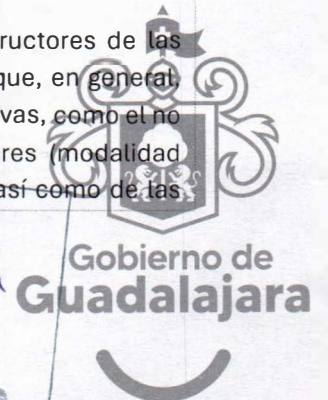 ructores de las
que, en general,
vas, como el no
res (modalidad
así como de las
Gobierno de
Guadalajara